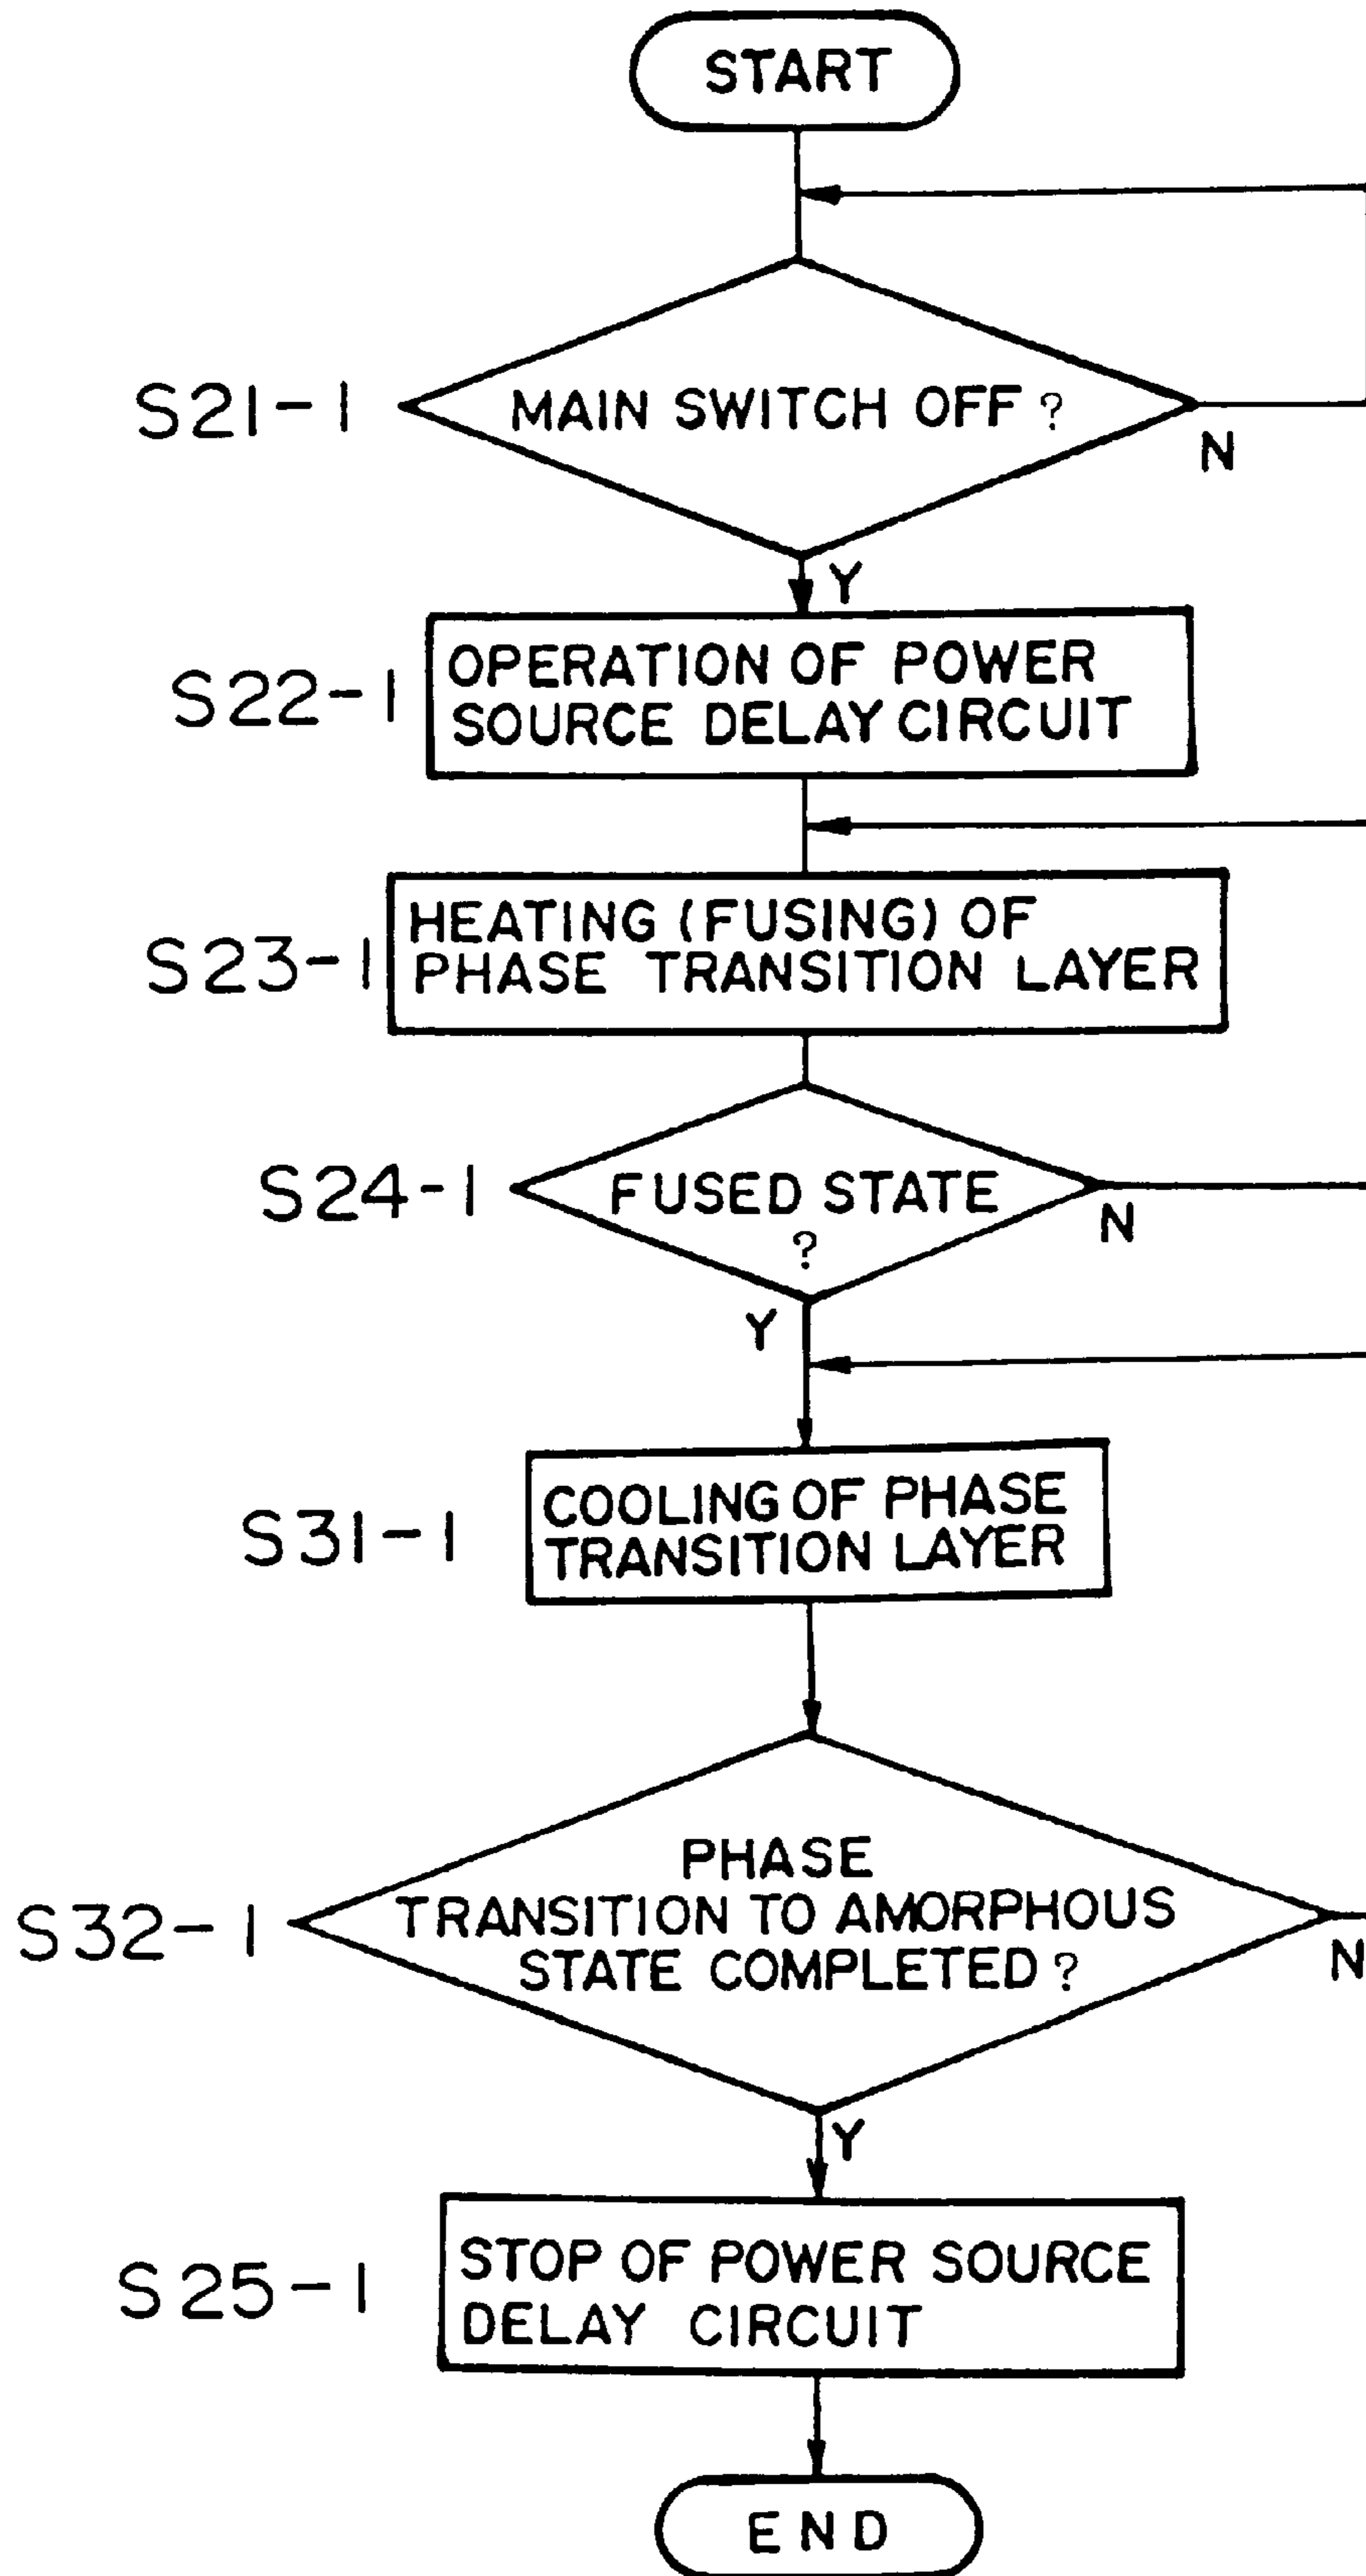 START
S21-1
MAIN SWITCH OFF ?
N
Y
S22-1
OPERATION OF POWER
SOURCE DELAY CIRCUIT
S23-1
HEATING (FUSING) OF
PHASE TRANSITION LAYER
S24-1
FUSED STATE
?
N
Y
S31-1
COOLING OF PHASE
TRANSITION LAYER
S32-1
PHASE
TRANSITION TO AMORPHOUS
STATE COMPLETED ?
N
Y
S25-1
STOP OF POWER SOURCE
DELAY CIRCUIT
END